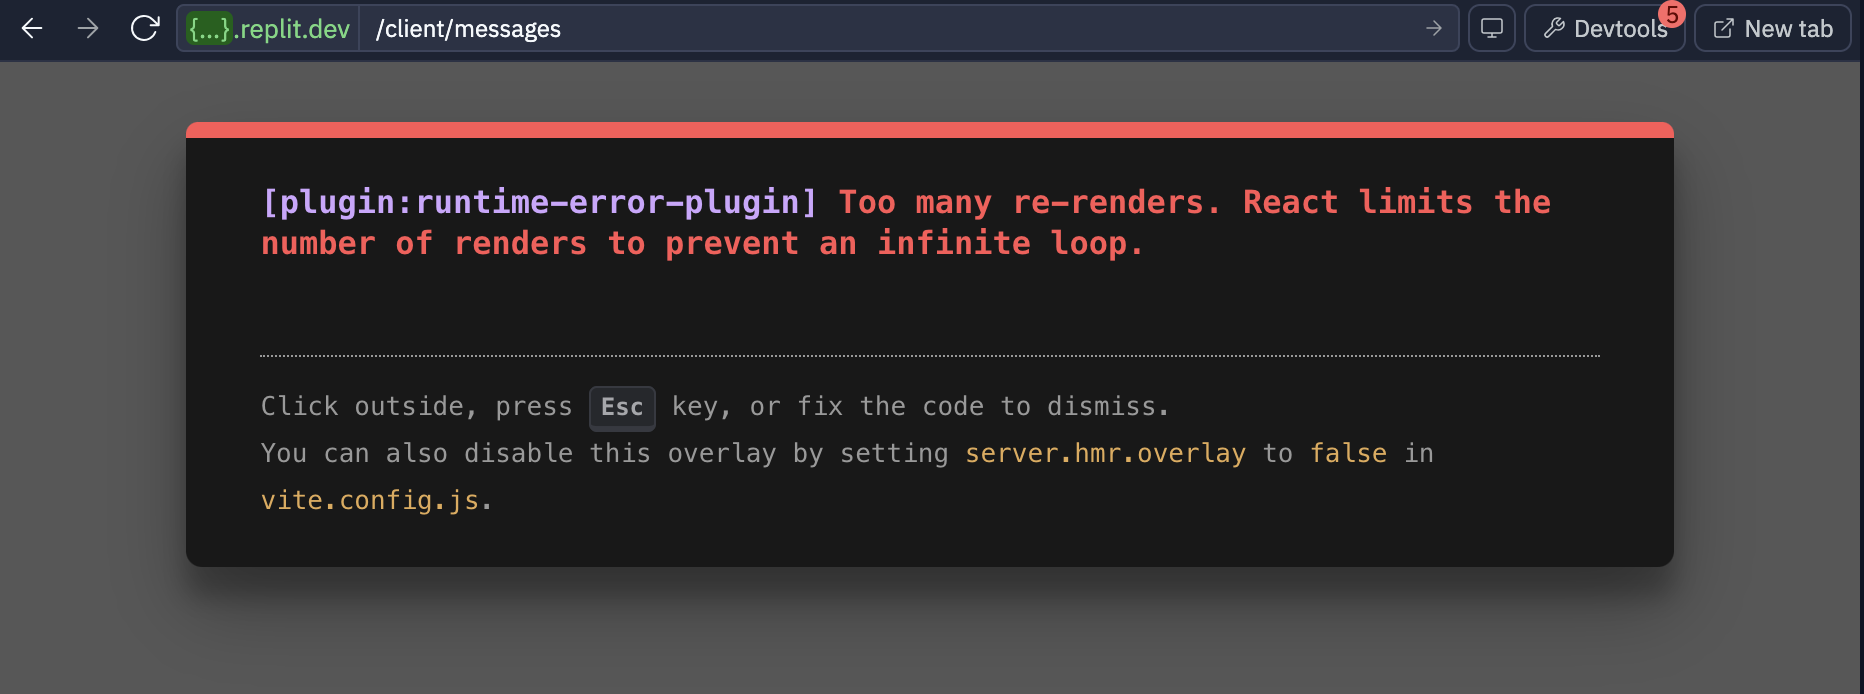 {...}.replit.dev /client/messages Devtools 5 New tab
[plugin:runtime-error-plugin] Too many re-renders. React limits the
number of renders to prevent an infinite loop.
Click outside, press Esc key, or fix the code to dismiss.
You can also disable this overlay by setting server.hmr.overlay to false in
vite.config.js.